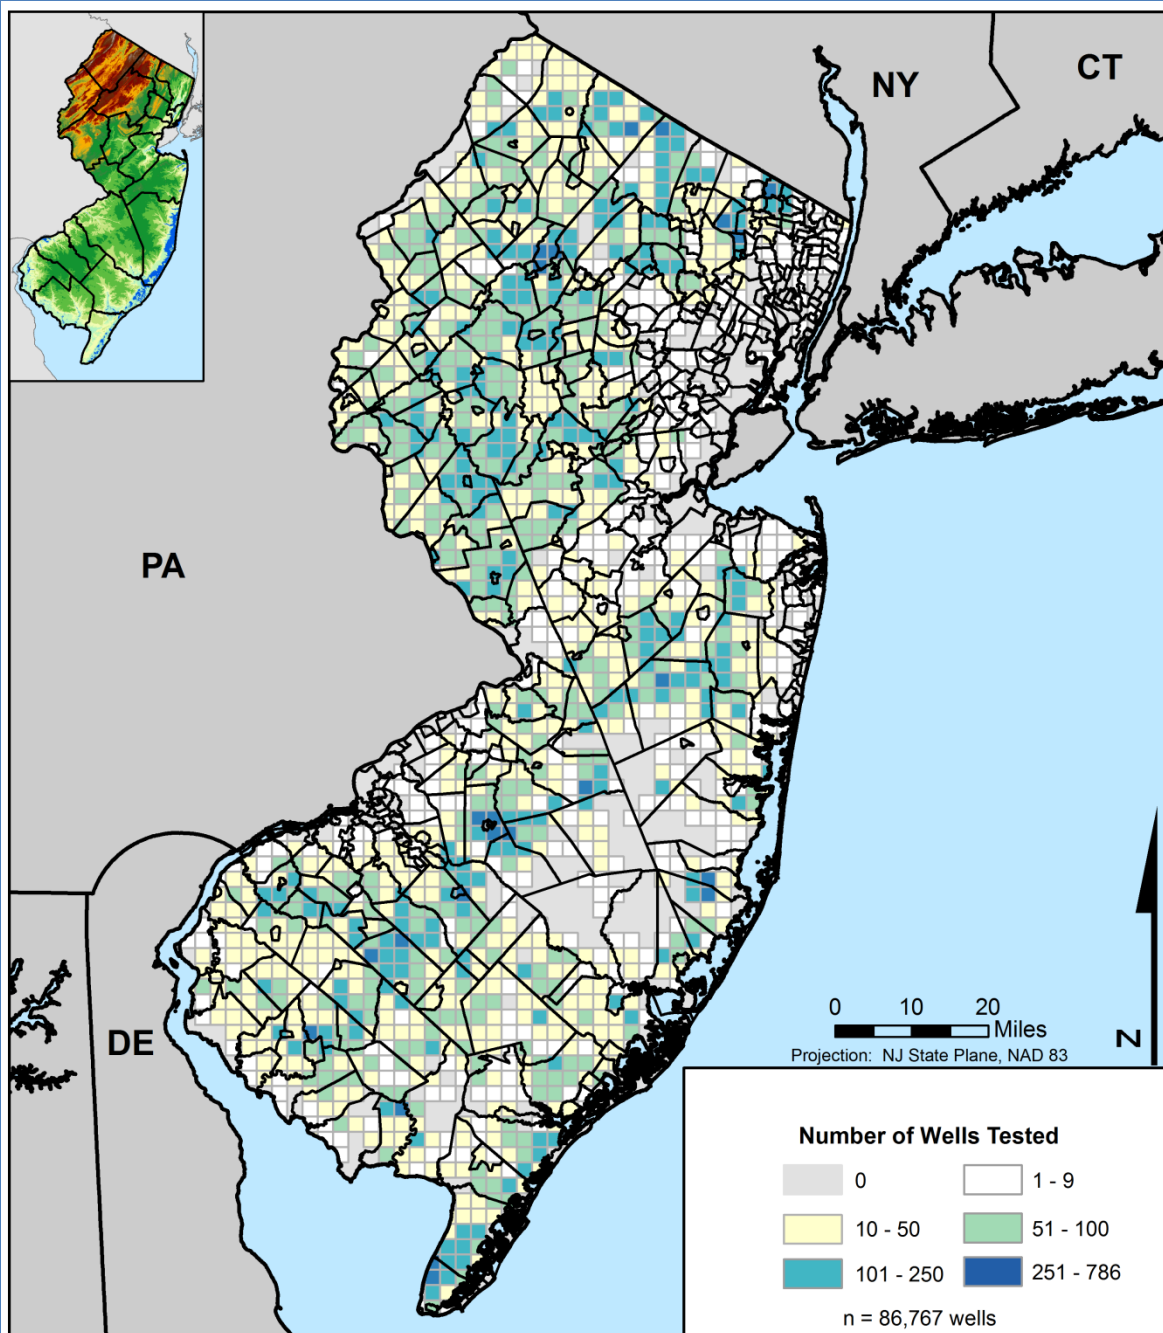 CT
NY
PA
DE
0 10 20
Miles
Projection: NJ State Plane, NAD 83
N
Number of Wells Tested
0 1 - 9
10 - 50 51 - 100
101 - 250 251 - 786
n = 86,767 wells